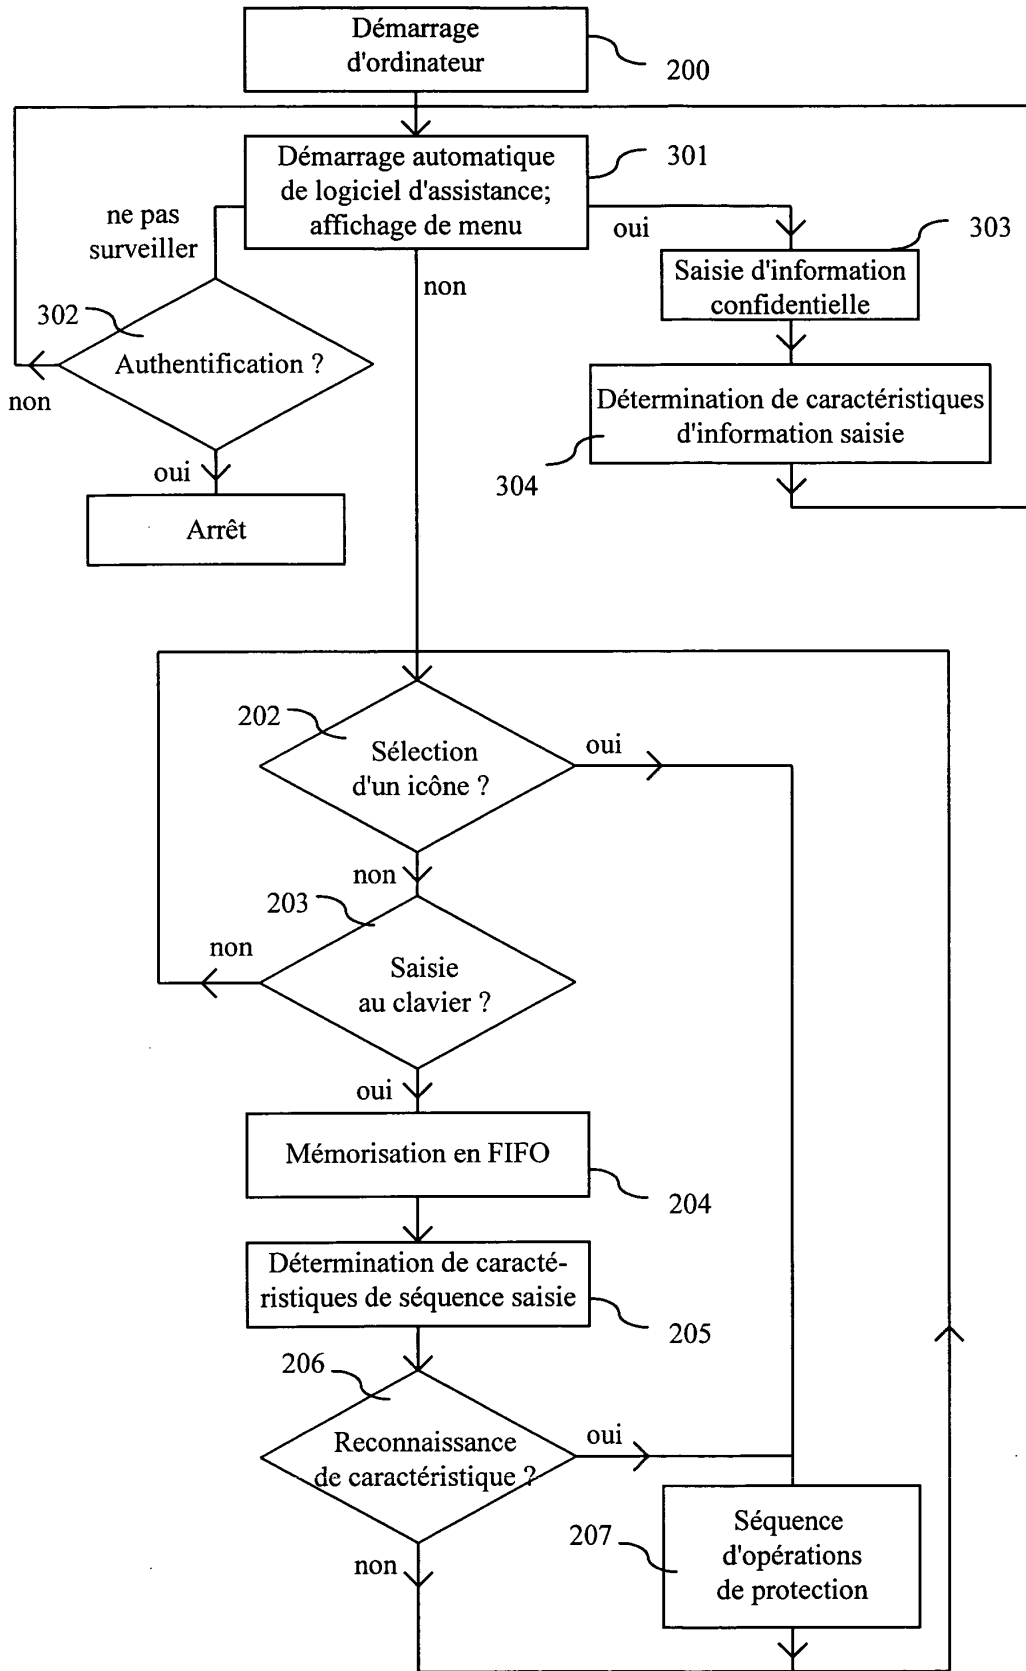 Démarrage
d'ordinateur
200
Démarrage automatique
de logiciel d'assistance;
affichage de menu
301
ne pas
surveiller
oui
303
non
Saisie d'information
confidentielle
302
Authentification ?
non
Détermination de caractéristiques
d'information saisie
304
oui
Arrêt
202
Sélection
d'un icône ?
oui
non
203
non
Saisie
au clavier ?
oui
Mémorisation en FIFO
204
Détermination de caracté-
ristiques de séquence saisie
205
206
Reconnaissance
de caractéristique ?
oui
207
Séquence
d'opérations
de protection
non